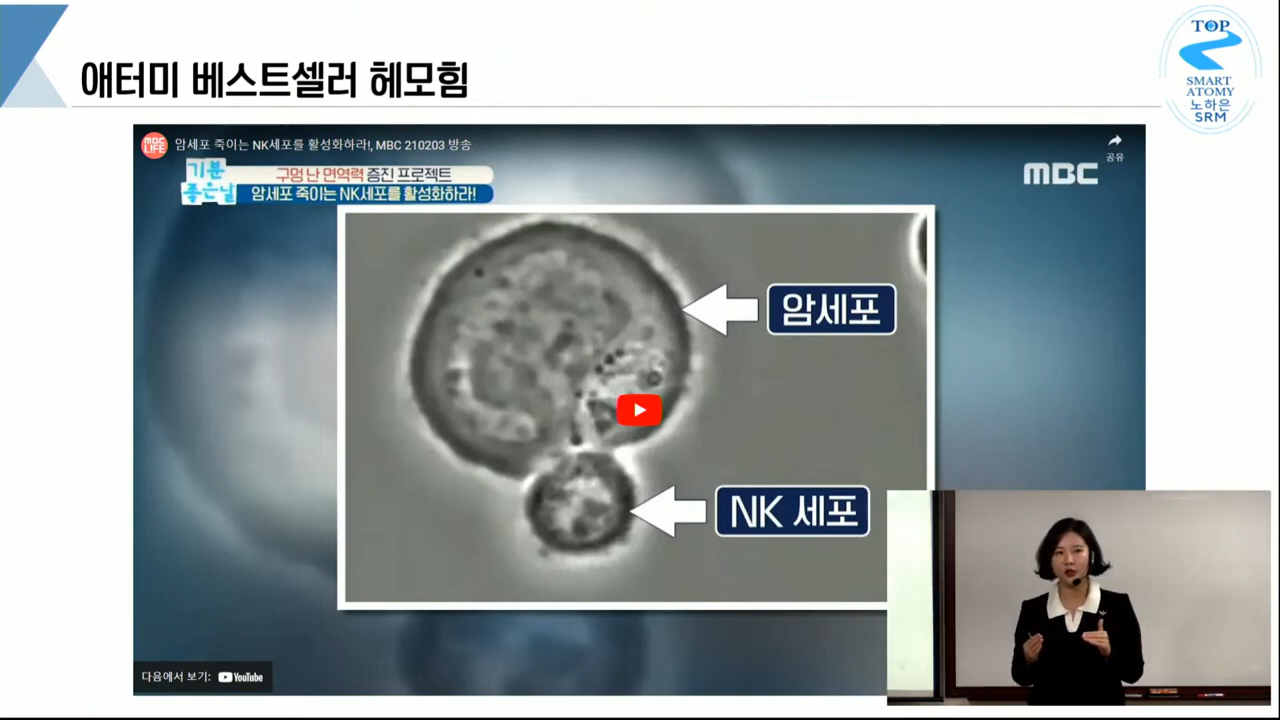 애터미 베스트셀러 헤모힘
TOP
SMART
ATOMY
노하은
SRM
MBC
LIFE
암세포 죽이는 NK세포를 활성화하라!, MBC 210203 방송
공유
기분
좋은날
구멍 난 면역력 증진 프로젝트
암세포 죽이는 NK세포를 활성화하라!
MBC
암세포
NK 세포
다음에서 보기: YouTube